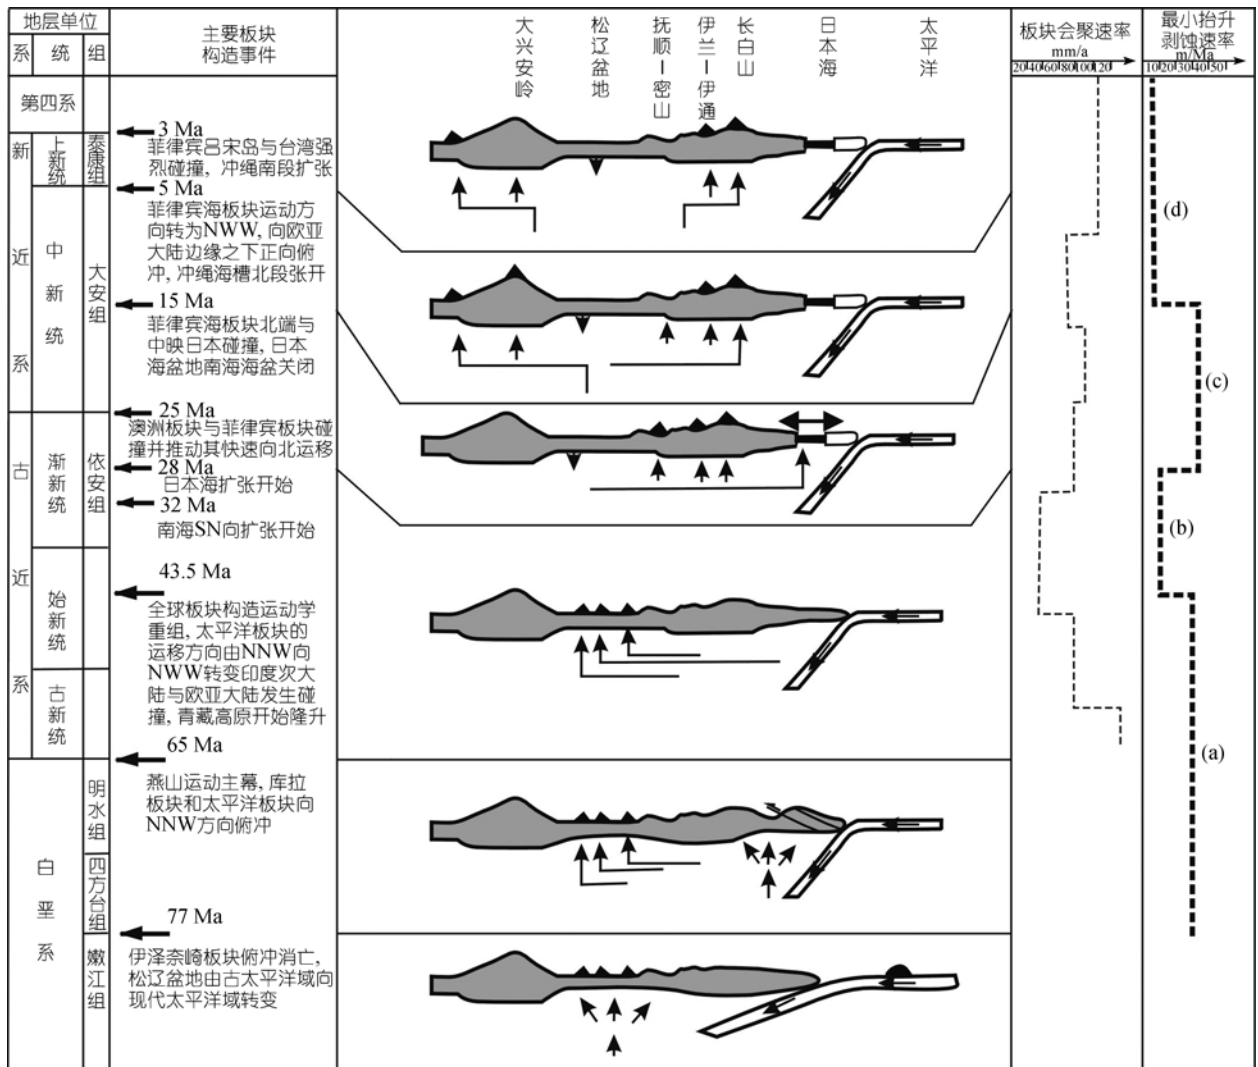 地层单位
系 统 组
主要板块
构造事件
大兴安岭
松辽盆地
抚顺—密山
伊兰—伊通
长白山
日本海
太平洋
板块会聚速率
mm/a
20 40 60 80 100 120
最小抬升
剥蚀速率
m/Ma
10 20 30 40 50
第四系
新近系
上新统
泰康组
中新统
大安组
古近系
渐新统
依安组
始新统
古新统
白垩系
明水组
四方台组
嫩江组
3 Ma
菲律宾吕宋岛与台湾强
烈碰撞, 冲绳南段扩张
5 Ma
菲律宾海板块运动方
向转为NWW, 向欧亚
大陆边缘之下正向俯
冲, 冲绳海槽北段张开
15 Ma
菲律宾海板块北端与
中映日本碰撞, 日本
海盆地南海海盆关闭
25 Ma
澳洲板块与菲律宾板块碰
撞并推动其快速向北运移
28 Ma
日本海扩张开始
32 Ma
南海SN向扩张开始
43.5 Ma
全球板块构造运动学
重组, 太平洋板块的
运移方向由NNW向
NWW转变印度次大
陆与欧亚大陆发生碰
撞, 青藏高原开始隆升
65 Ma
燕山运动主幕, 库拉
板块和太平洋板块向
NNW方向俯冲
77 Ma
伊泽奈崎板块俯冲消亡,
松辽盆地由古太平洋域向
现代太平洋域转变
(d)
(c)
(b)
(a)